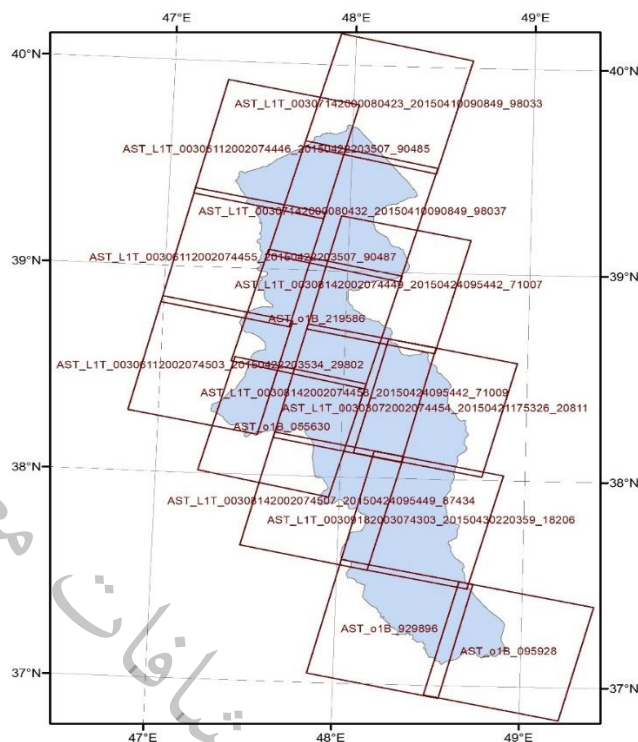 47°E 48°E 49°E
40°N 40°N
AST_L1T_00307142000080423_20150410090849_98033
AST_L1T_00306112002074446_20150422203507_90485
AST_L1T_00307142000080432_20150410090849_98037
39°N 39°N
AST_L1T_00306112002074455_20150422203507_90487
AST_L1T_00308142002074449_20150424095442_71007
AST_o1B_219586
AST_L1T_00306112002074503_20150422203534_29802
AST_L1T_00308142002074458_20150424095442_71009
AST_L1T_00308072002074454_20150421175326_20811
AST_o1B_055630
38°N 38°N
AST_L1T_00308142002074507_20150424095449_87434
AST_L1T_00309182003074303_20150430220359_18206
AST_o1B_929896
AST_o1B_095928
37°N 37°N
47°E 48°E 49°E